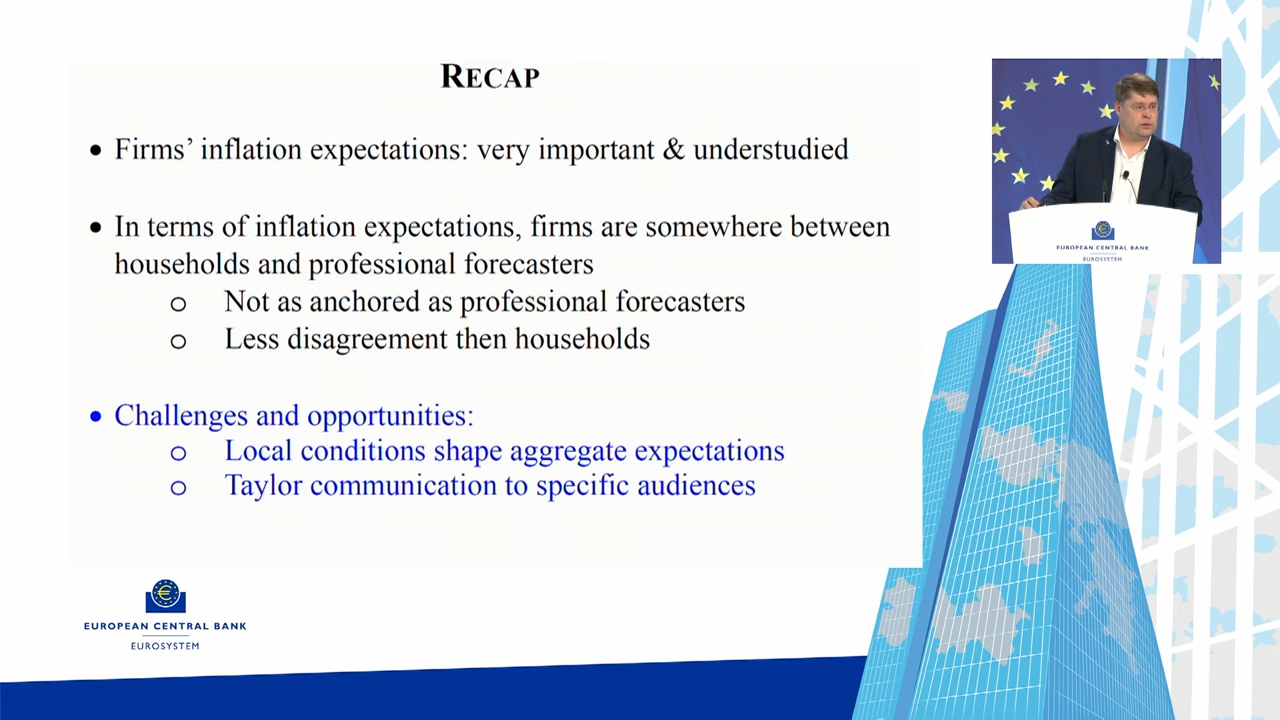 RECAP
• Firms' inflation expectations: very important & understudied
• In terms of inflation expectations, firms are somewhere between
households and professional forecasters
o Not as anchored as professional forecasters
o Less disagreement then households
• Challenges and opportunities:
o Local conditions shape aggregate expectations
o Taylor communication to specific audiences
EUROPEAN CENTRAL BANK
EUROSYSTEM
EUROPEAN CENTRAL BANK
EUROSYSTEM